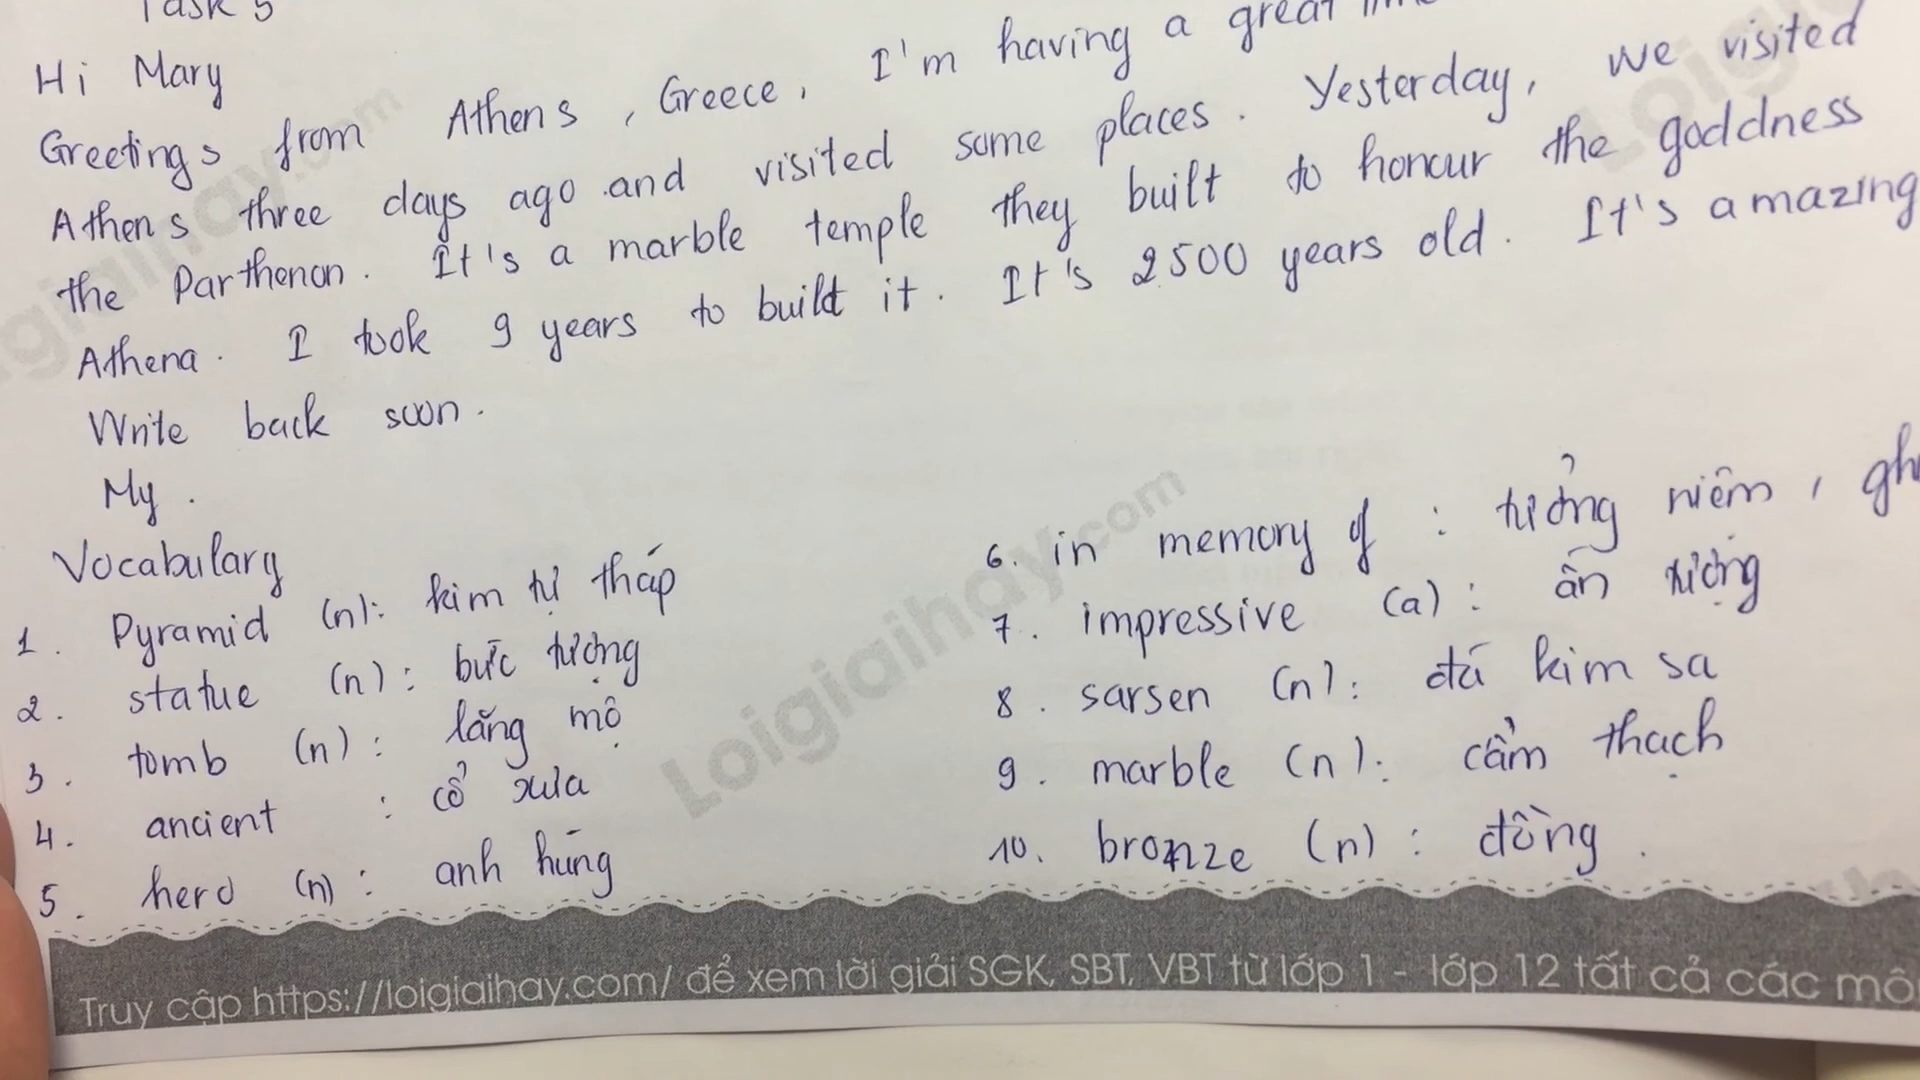 Task 5
Hi Mary
Greetings from Athens, Greece, I'm having a great
Athens three days ago and visited some places. Yesterday, we visited
the Parthenon. It's a marble temple they built to honour the goddness
Athena. I took 9 years to build it. It's 2500 years old. It's amazing
Write back soon.
My.
Vocabulary
1. Pyramid (n): kim tự tháp
2. statue (n): bức tượng
3. tomb (n): lăng mộ
4. ancient : cổ xưa
5. hero (n): anh hùng
6. in memory of : tưởng niệm,
7. impressive (a): ấn tượng
8. sarsen (n): đá kim sa
9. marble (n): cẩm thạch
10. bronze (n): đồng.
Loigiaihay.com
Truy cập https://loigiaihay.com/ để xem lời giải SGK, SBT, VBT từ lớp 1 - lớp 12 tất cả các